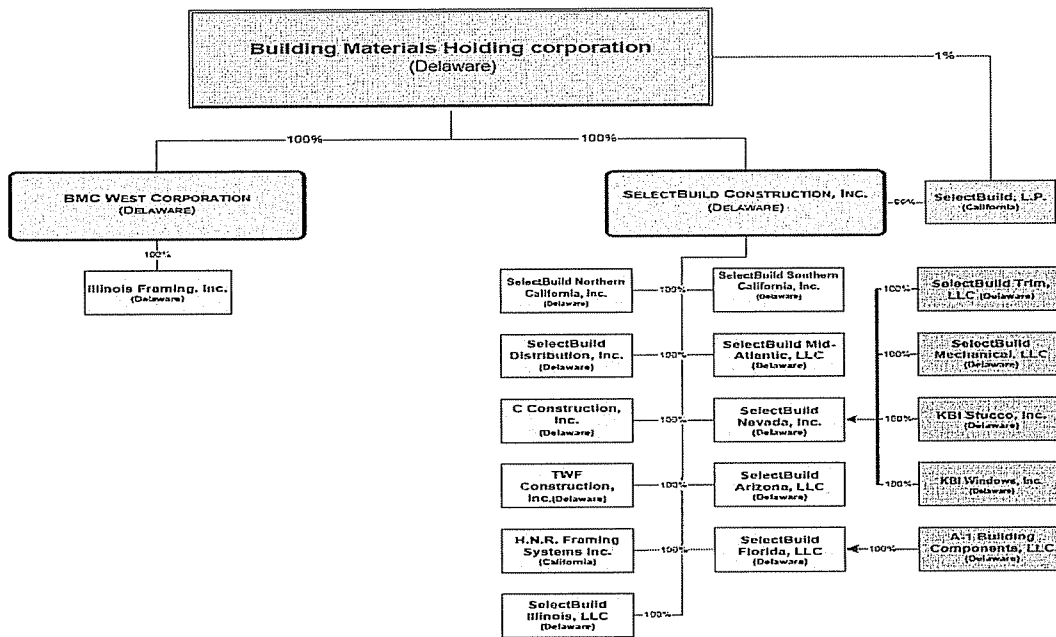 Building Materials Holding corporation
(Delaware)
1%
100%
100%
BMC WEST CORPORATION
(DELAWARE)
SELECTBUILD CONSTRUCTION, INC.
(DELAWARE)
99%
SelectBuild, L.P.
(California)
100%
Illinois Framing, Inc.
(Delaware)
SelectBuild Northern
California, Inc.
(Delaware)
100%
SelectBuild Southern
California, Inc.
(Delaware)
100%
SelectBuild Trim,
LLC (Delaware)
SelectBuild
Distribution, Inc.
(Delaware)
100%
SelectBuild Mid-
Atlantic, LLC
(Delaware)
100%
SelectBuild
Mechanical, LLC
(Delaware)
C Construction,
Inc.
(Delaware)
100%
SelectBuild
Nevada, Inc.
(Delaware)
100%
KBI Stucco, Inc.
(Delaware)
TWF
Construction,
Inc.(Delaware)
100%
SelectBuild
Arizona, LLC
(Delaware)
100%
KBI Windows, Inc.
(Delaware)
H.N.R. Framing
Systems Inc.
(California)
100%
SelectBuild
Florida, LLC
(Delaware)
100%
A-1 Building
Components, LLC
(Delaware)
SelectBuild
Illinois, LLC
(Delaware)
100%